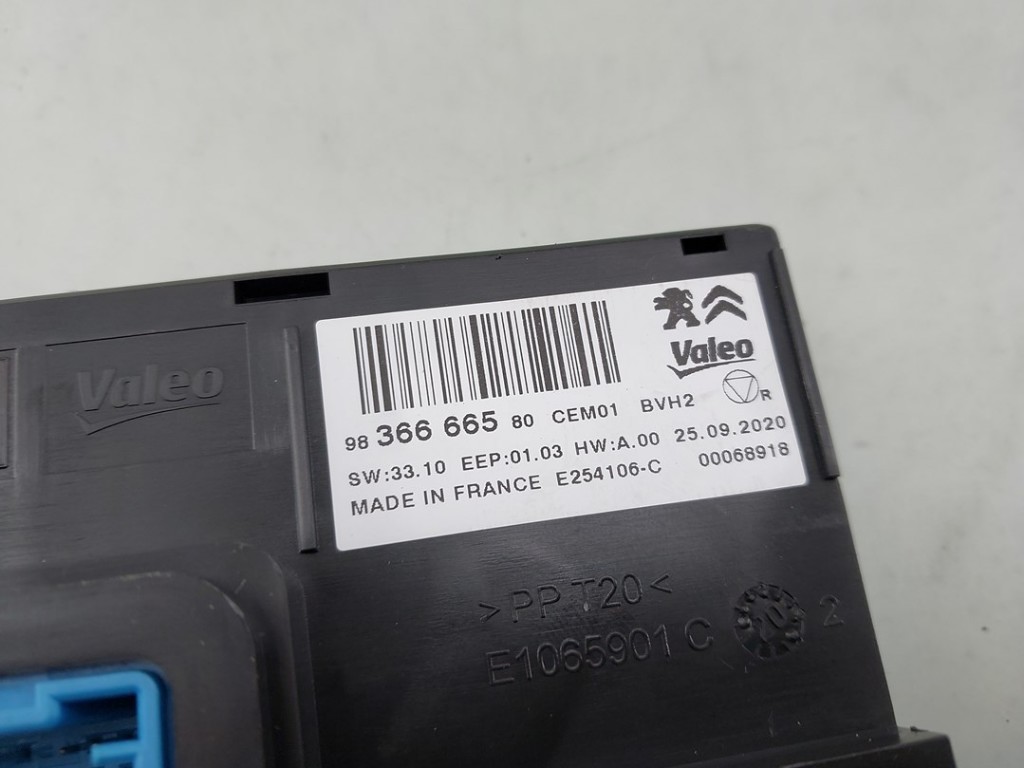 Valeo
Valeo
98 366 665 80 CEM01 BVH2 R
SW:33.10 EEP:01.03 HW:A.00 25.09.2020
MADE IN FRANCE E254106-C 00068918
>PP T20<
E1065901 C 2